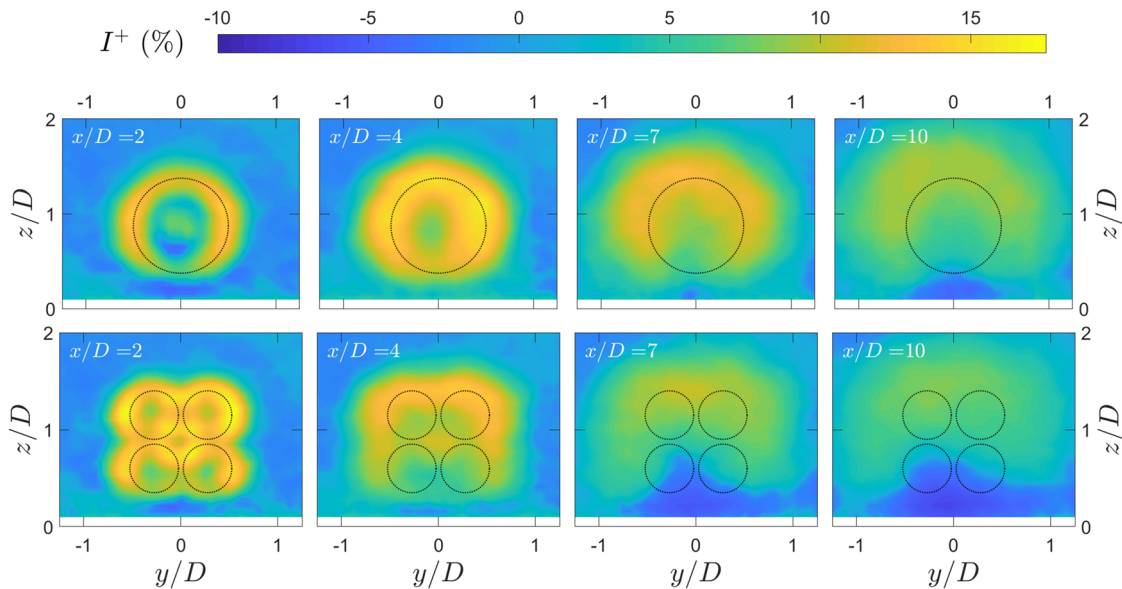 -10 -5 0 5 10 15
I⁺ (%)
-1 0 1 -1 0 1 -1 0 1 -1 0 1
2 x/D =2 x/D =4 x/D =7 x/D =10 2
z/D 1 1 z/D
0 0
2 x/D =2 x/D =4 x/D =7 x/D =10 2
z/D 1 1 z/D
0 0
-1 0 1 -1 0 1 -1 0 1 -1 0 1
y/D y/D y/D y/D